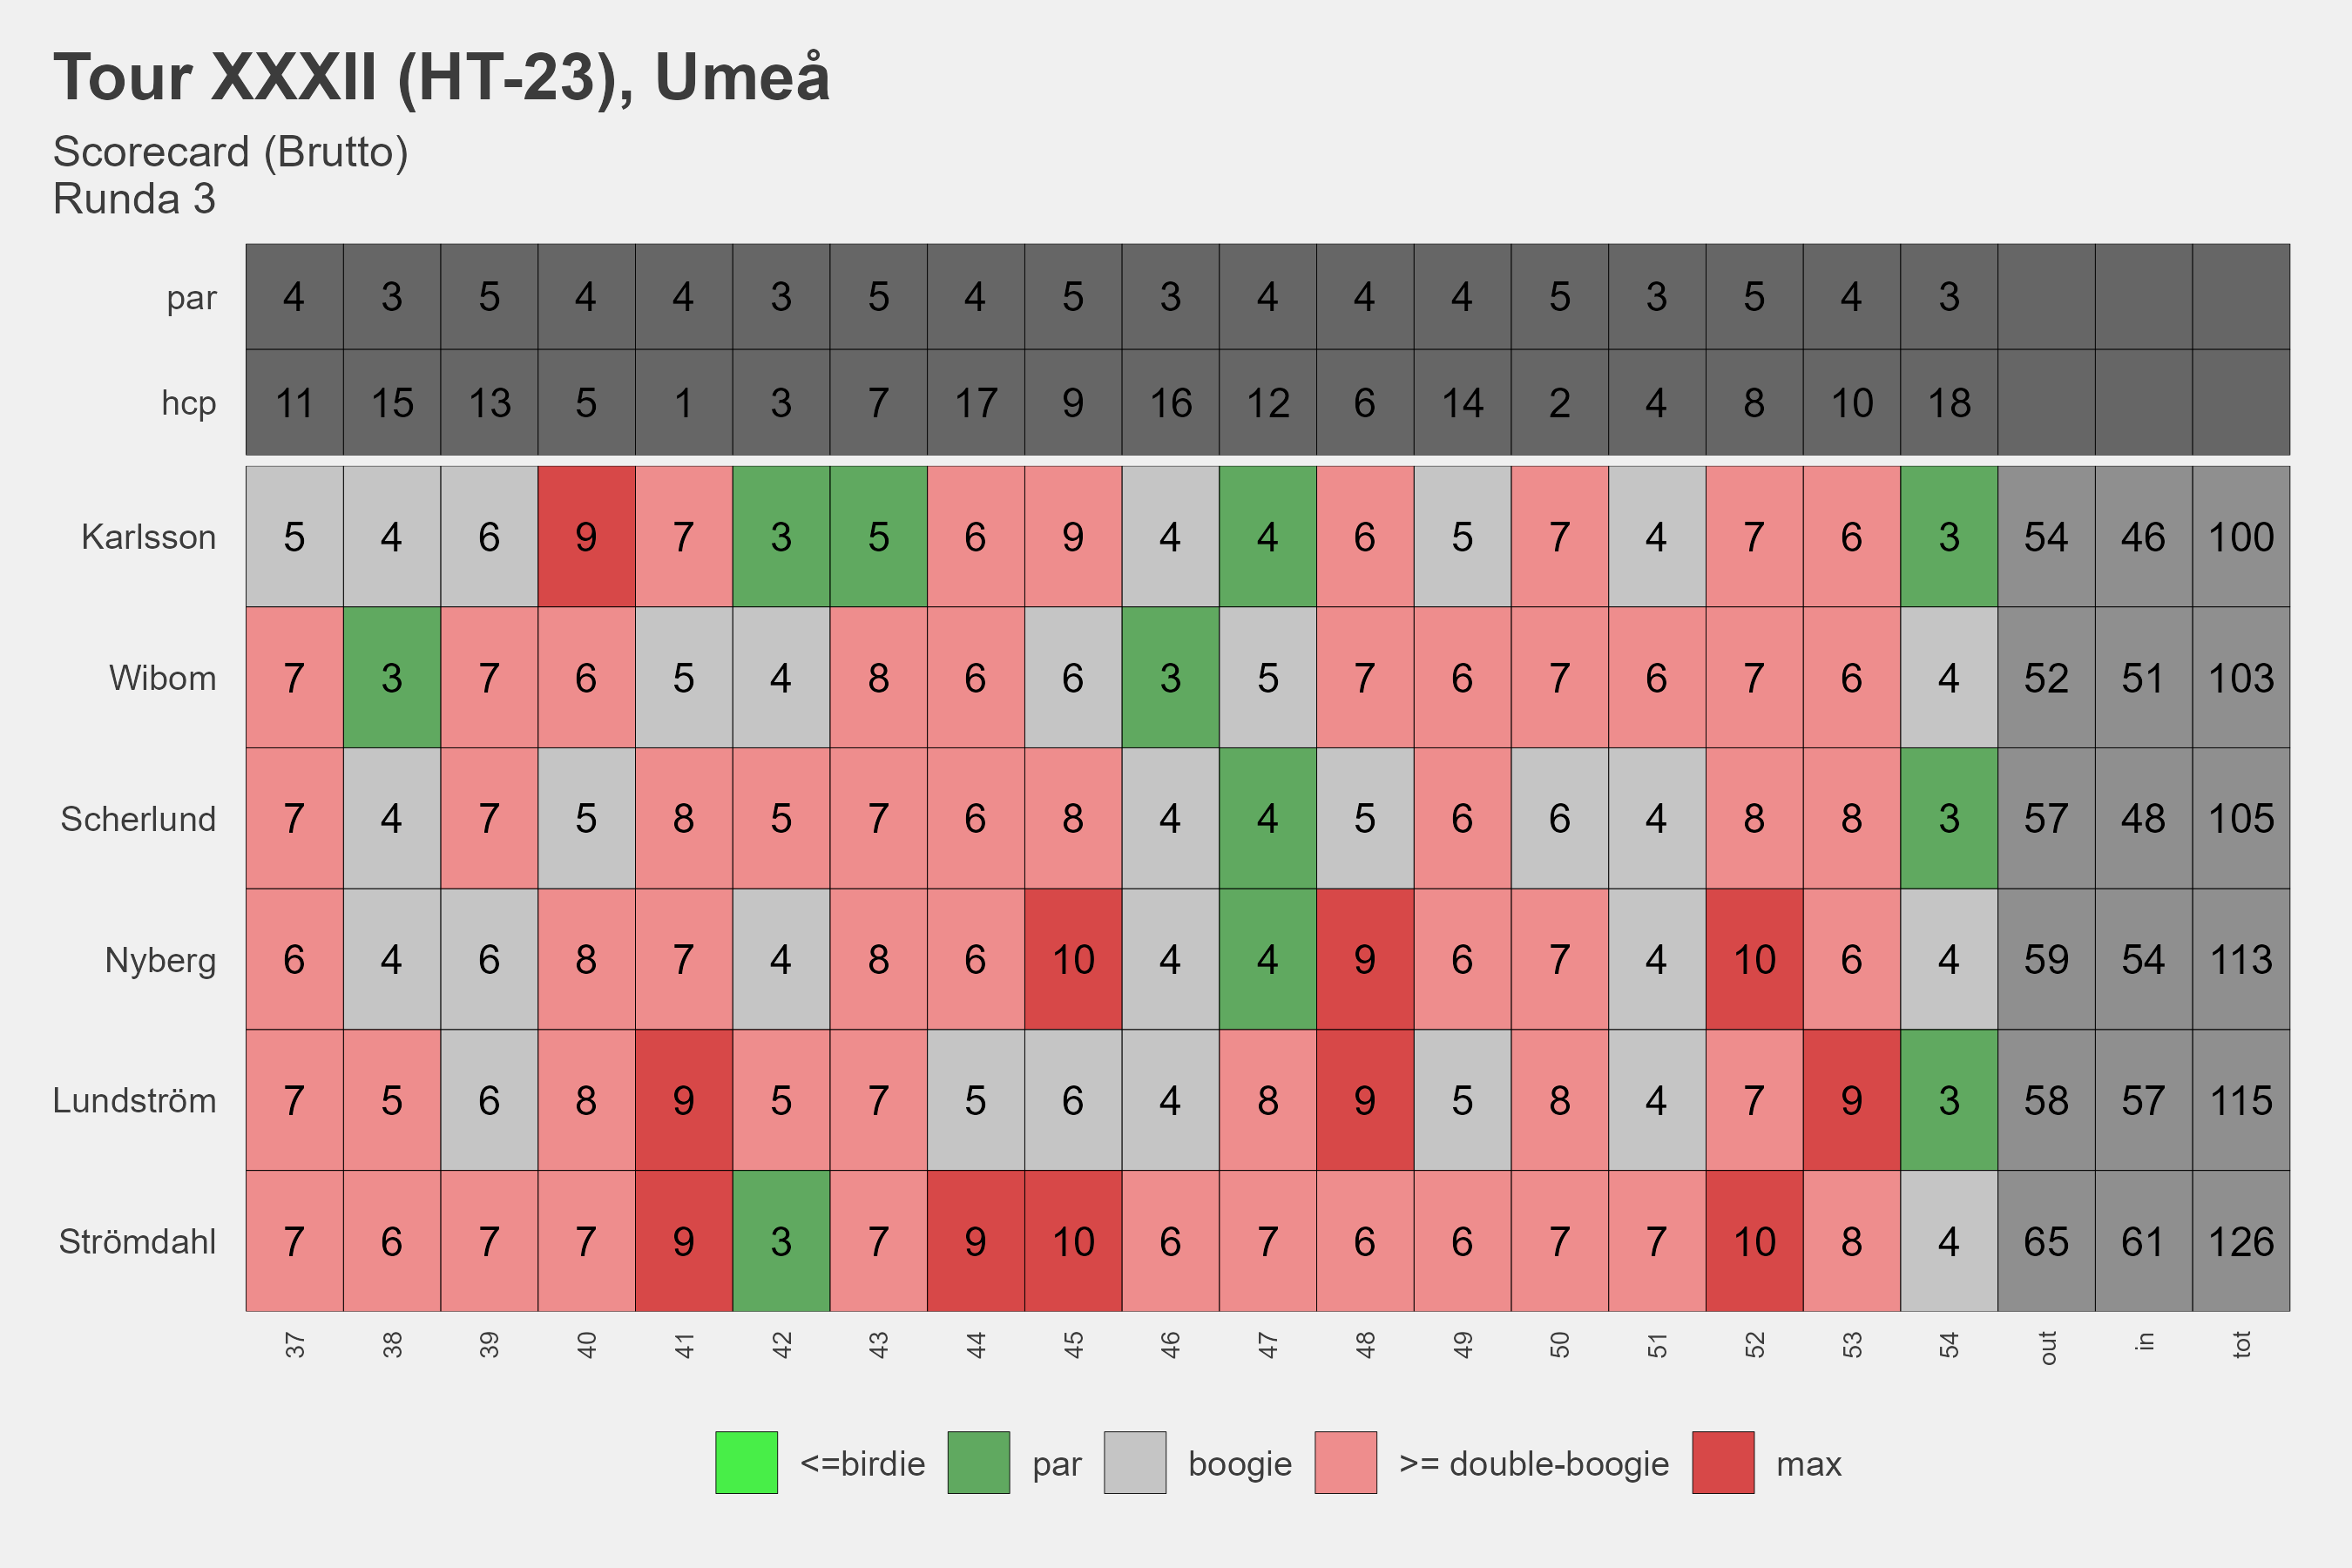 Tour XXXII (HT-23), Umeå
Scorecard (Brutto)
Runda 3
par 4 3 5 4 4 3 5 4 5 3 4 4 4 5 3 5 4 3
hcp 11 15 13 5 1 3 7 17 9 16 12 6 14 2 4 8 10 18
Karlsson 5 4 6 9 7 3 5 6 9 4 4 6 5 7 4 7 6 3 54 46 100
Wibom 7 3 7 6 5 4 8 6 6 3 5 7 6 7 6 7 6 4 52 51 103
Scherlund 7 4 7 5 8 5 7 6 8 4 4 5 6 6 4 8 8 3 57 48 105
Nyberg 6 4 6 8 7 4 8 6 10 4 4 9 6 7 4 10 6 4 59 54 113
Lundström 7 5 6 8 9 5 7 5 6 4 8 9 5 8 4 7 9 3 58 57 115
Strömdahl 7 6 7 7 9 3 7 9 10 6 7 6 6 7 7 10 8 4 65 61 126
37 38 39 40 41 42 43 44 45 46 47 48 49 50 51 52 53 54 out in tot
<=birdie par boogie >= double-boogie max